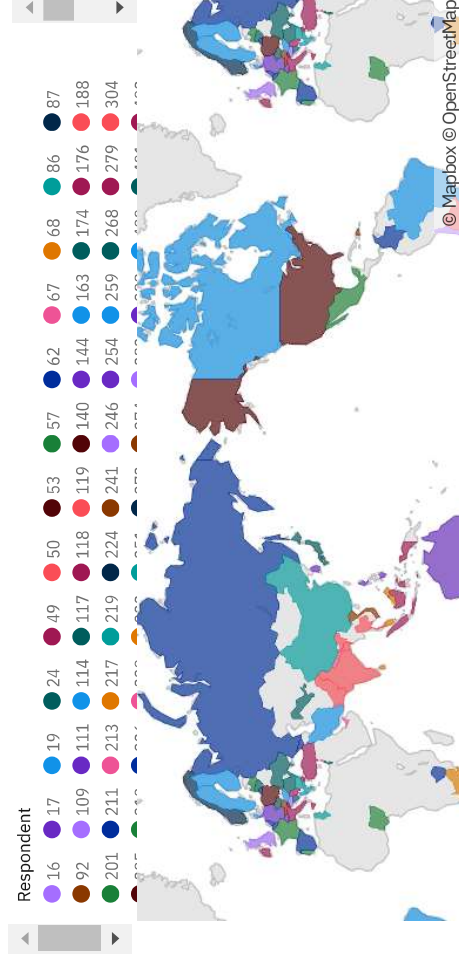 Respondent
16 17 19 24 49 50 53 57 62 67 68 86 87
92 109 111 114 117 118 119 140 144 163 174 176 188
201 211 213 217 219 224 241 246 254 259 268 279 304
© Mapbox © OpenStreetMap